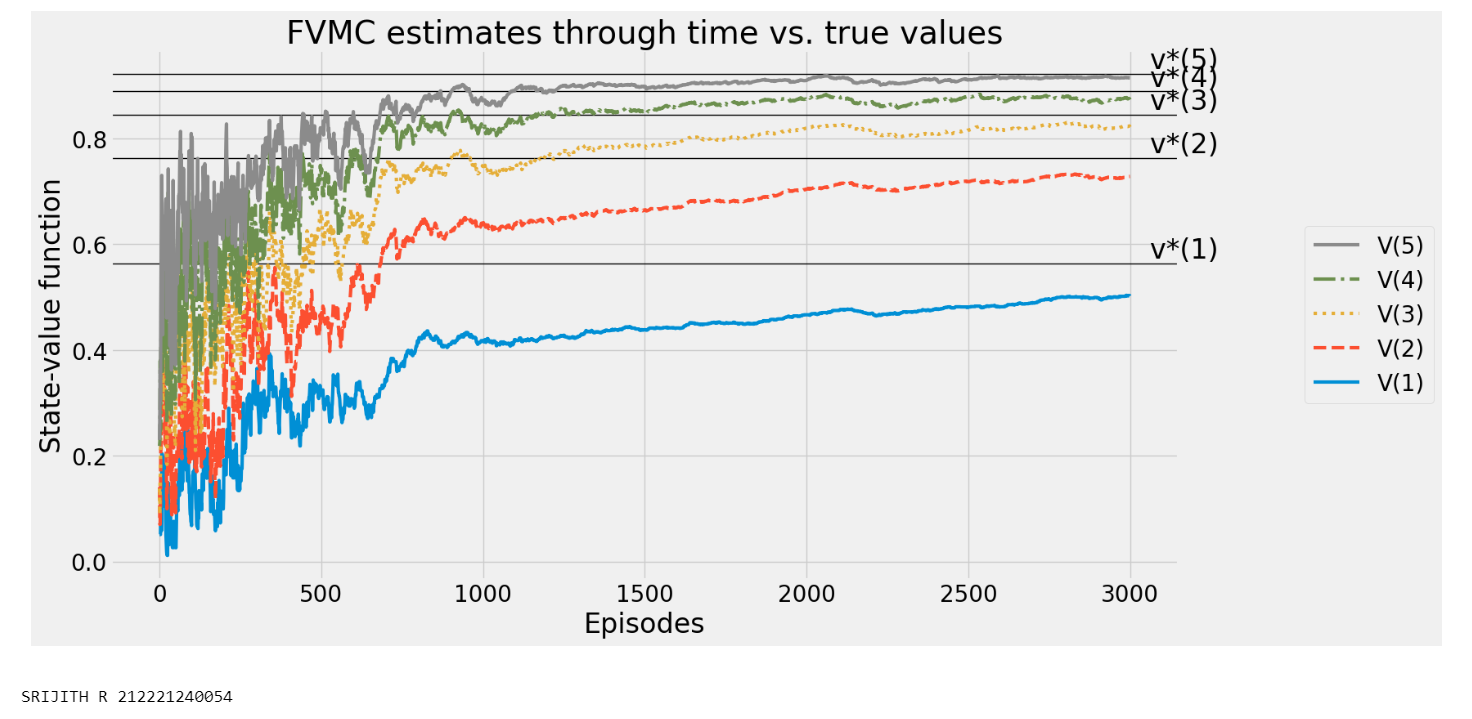 FVMC estimates through time vs. true values
v*(5)
v*(4)
v*(3)
v*(2)
v*(1)
State-value function
0.8
0.6
0.4
0.2
0.0
0 500 1000 1500 2000 2500 3000
Episodes
V(5)
V(4)
V(3)
V(2)
V(1)
SRIJITH R 212221240054